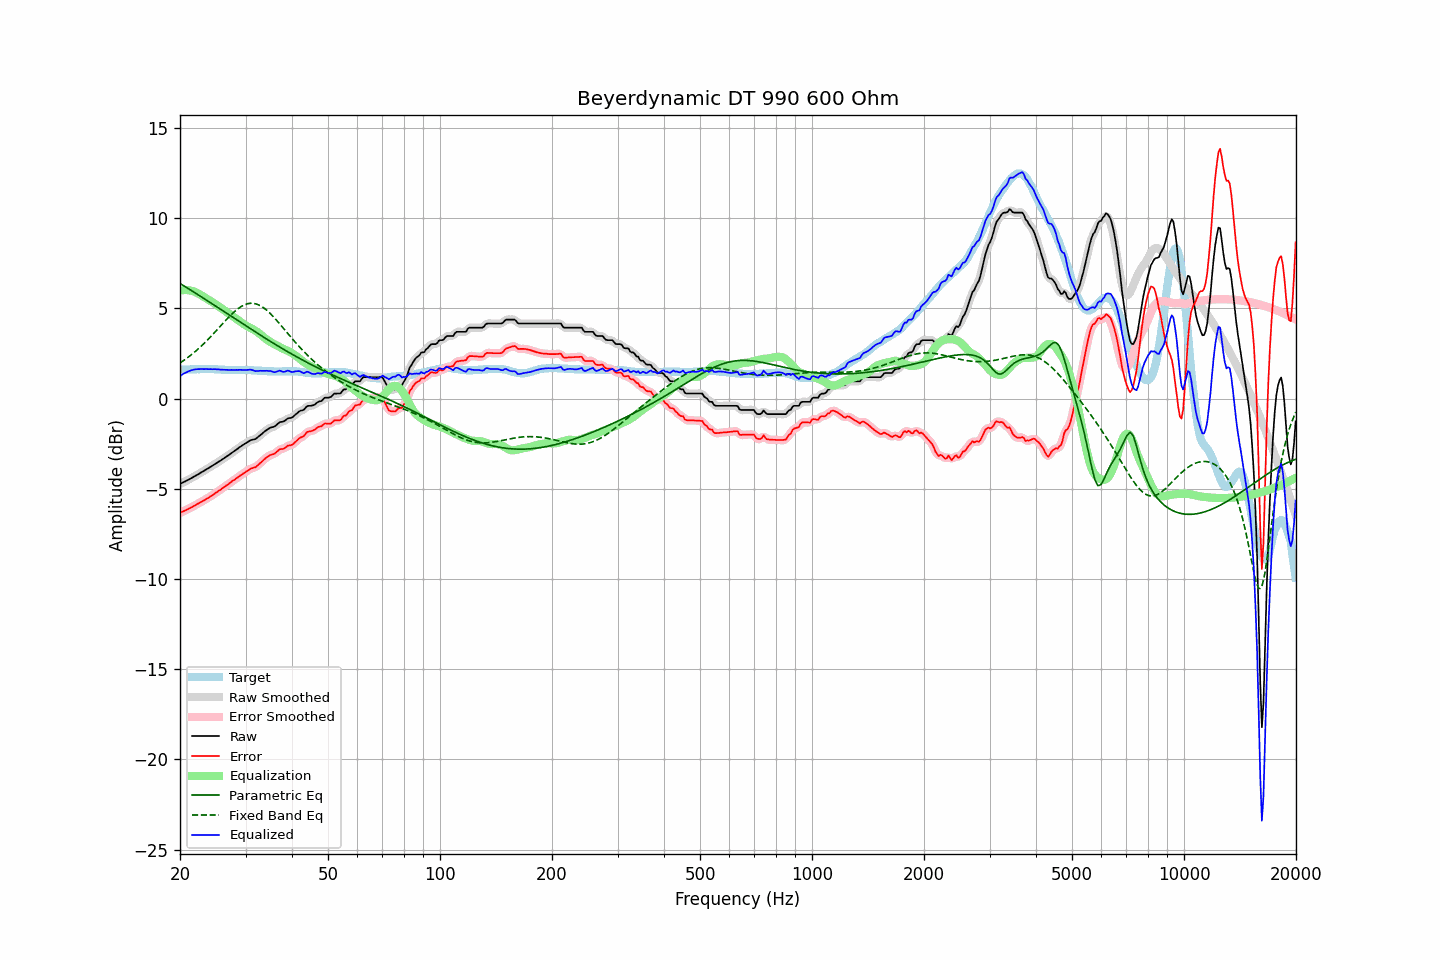 Beyerdynamic DT 990 600 Ohm
Amplitude (dBr)
15
10
5
0
−5
−10
−15
−20
−25
Target
Raw Smoothed
Error Smoothed
Raw
Error
Equalization
Parametric Eq
Fixed Band Eq
Equalized
20 50 100 200 500 1000 2000 5000 10000 20000
Frequency (Hz)